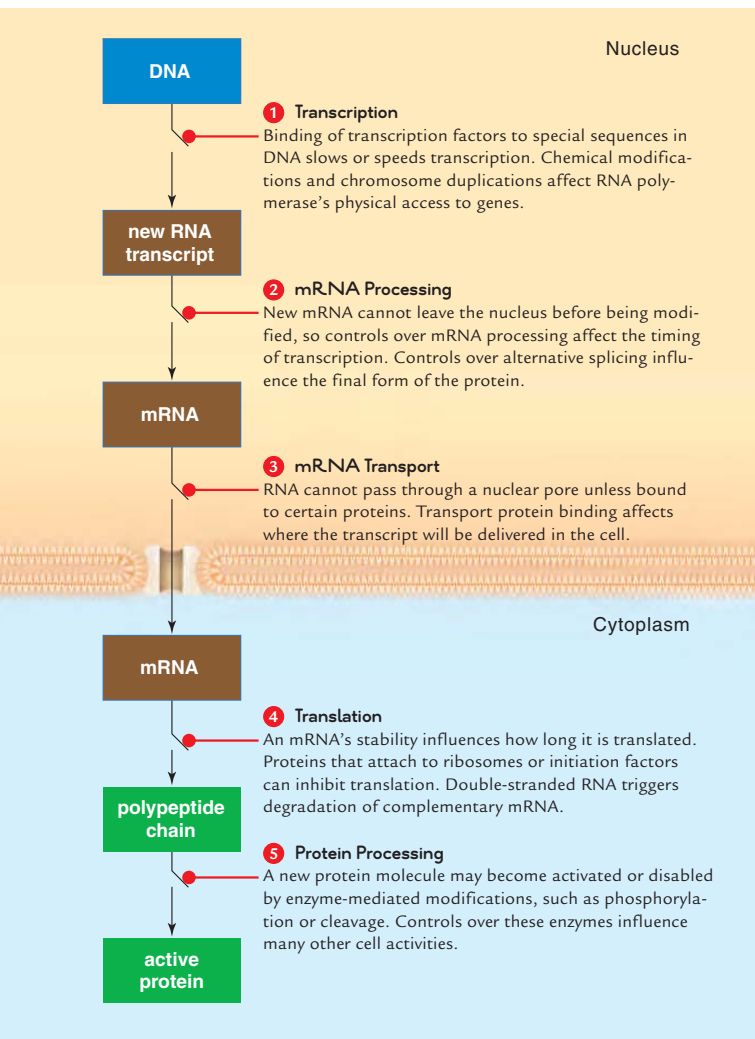 Nucleus
DNA
1 Transcription
Binding of transcription factors to special sequences in
DNA slows or speeds transcription. Chemical modifica-
tions and chromosome duplications affect RNA poly-
merase's physical access to genes.
new RNA
transcript
2 mRNA Processing
New mRNA cannot leave the nucleus before being modi-
fied, so controls over mRNA processing affect the timing
of transcription. Controls over alternative splicing influ-
ence the final form of the protein.
mRNA
3 mRNA Transport
RNA cannot pass through a nuclear pore unless bound
to certain proteins. Transport protein binding affects
where the transcript will be delivered in the cell.
Cytoplasm
mRNA
4 Translation
An mRNA's stability influences how long it is translated.
Proteins that attach to ribosomes or initiation factors
can inhibit translation. Double-stranded RNA triggers
degradation of complementary mRNA.
polypeptide
chain
5 Protein Processing
A new protein molecule may become activated or disabled
by enzyme-mediated modifications, such as phosphoryla-
tion or cleavage. Controls over these enzymes influence
many other cell activities.
active
protein